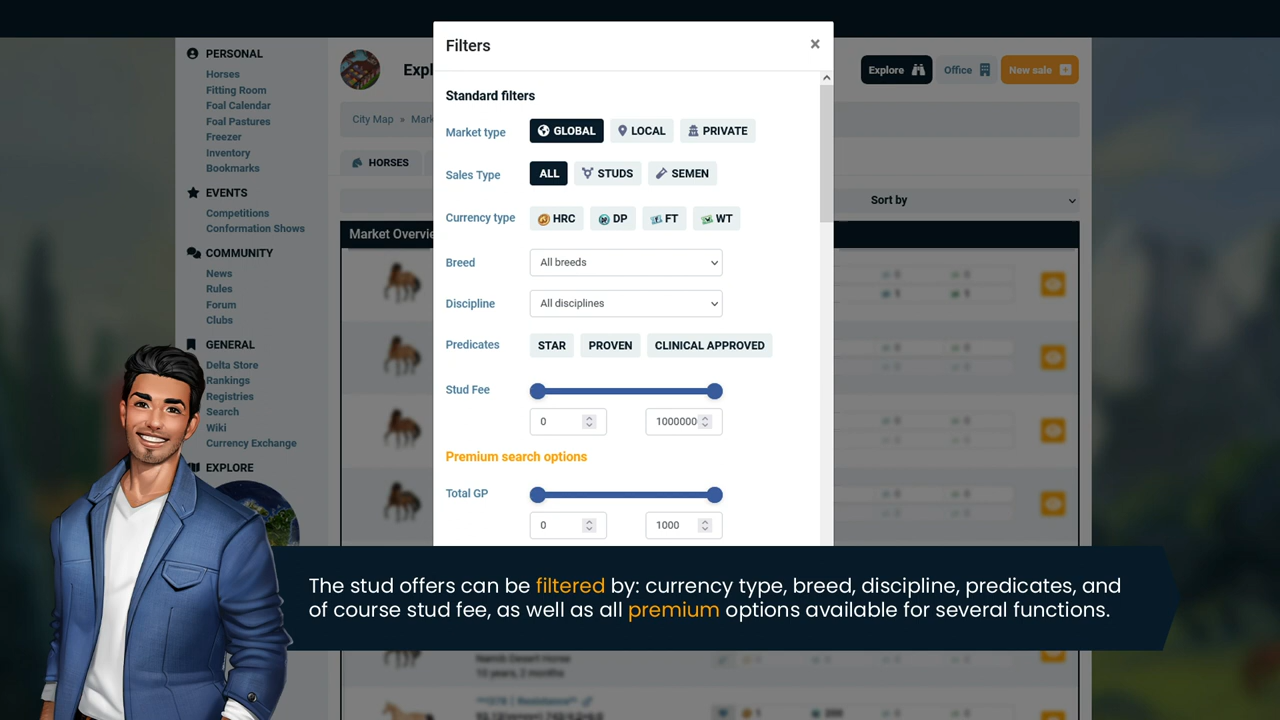 Filters ×
PERSONAL
Horses
Fitting Room
Foal Calendar
Foal Pastures
Freezer
Inventory
Bookmarks
EVENTS
Competitions
Conformation Shows
COMMUNITY
News
Rules
Forum
Clubs
GENERAL
Delta Store
Rankings
Registries
Search
Wiki
Currency Exchange
EXPLORE
Expl
Explore
Office
New sale
City Map » Mark
HORSES
Sort by
Market Overvie
Standard filters
Market type GLOBAL LOCAL PRIVATE
Sales Type ALL STUDS SEMEN
Currency type HRC DP FT WT
Breed All breeds
Discipline All disciplines
Predicates STAR PROVEN CLINICAL APPROVED
Stud Fee
0 1000000
Premium search options
Total GP
0 1000
The stud offers can be filtered by: currency type, breed, discipline, predicates, and
of course stud fee, as well as all premium options available for several functions.
10 years, 2 months